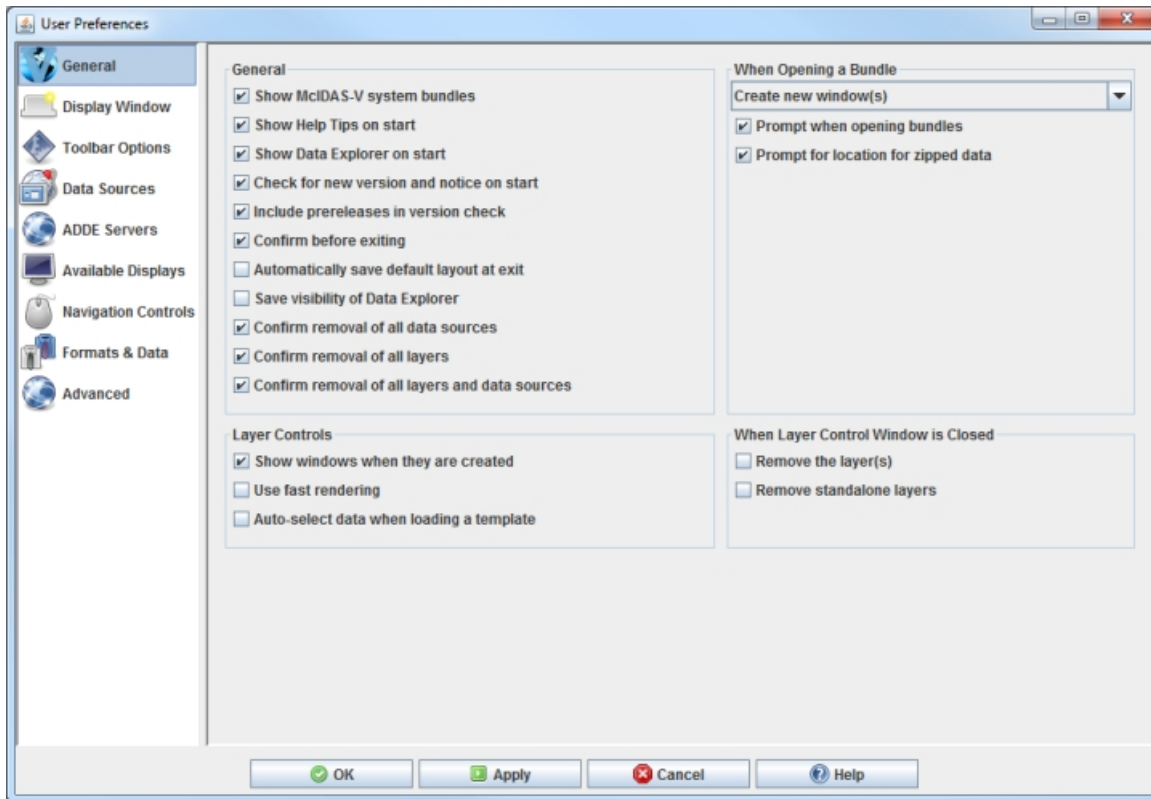 User Preferences
General
Display Window
Toolbar Options
Data Sources
ADDE Servers
Available Displays
Navigation Controls
Formats & Data
Advanced
General
Show McIDAS-V system bundles
Show Help Tips on start
Show Data Explorer on start
Check for new version and notice on start
Include prereleases in version check
Confirm before exiting
Automatically save default layout at exit
Save visibility of Data Explorer
Confirm removal of all data sources
Confirm removal of all layers
Confirm removal of all layers and data sources
When Opening a Bundle
Create new window(s)
Prompt when opening bundles
Prompt for location for zipped data
Layer Controls
Show windows when they are created
Use fast rendering
Auto-select data when loading a template
When Layer Control Window is Closed
Remove the layer(s)
Remove standalone layers
OK
Apply
Cancel
Help